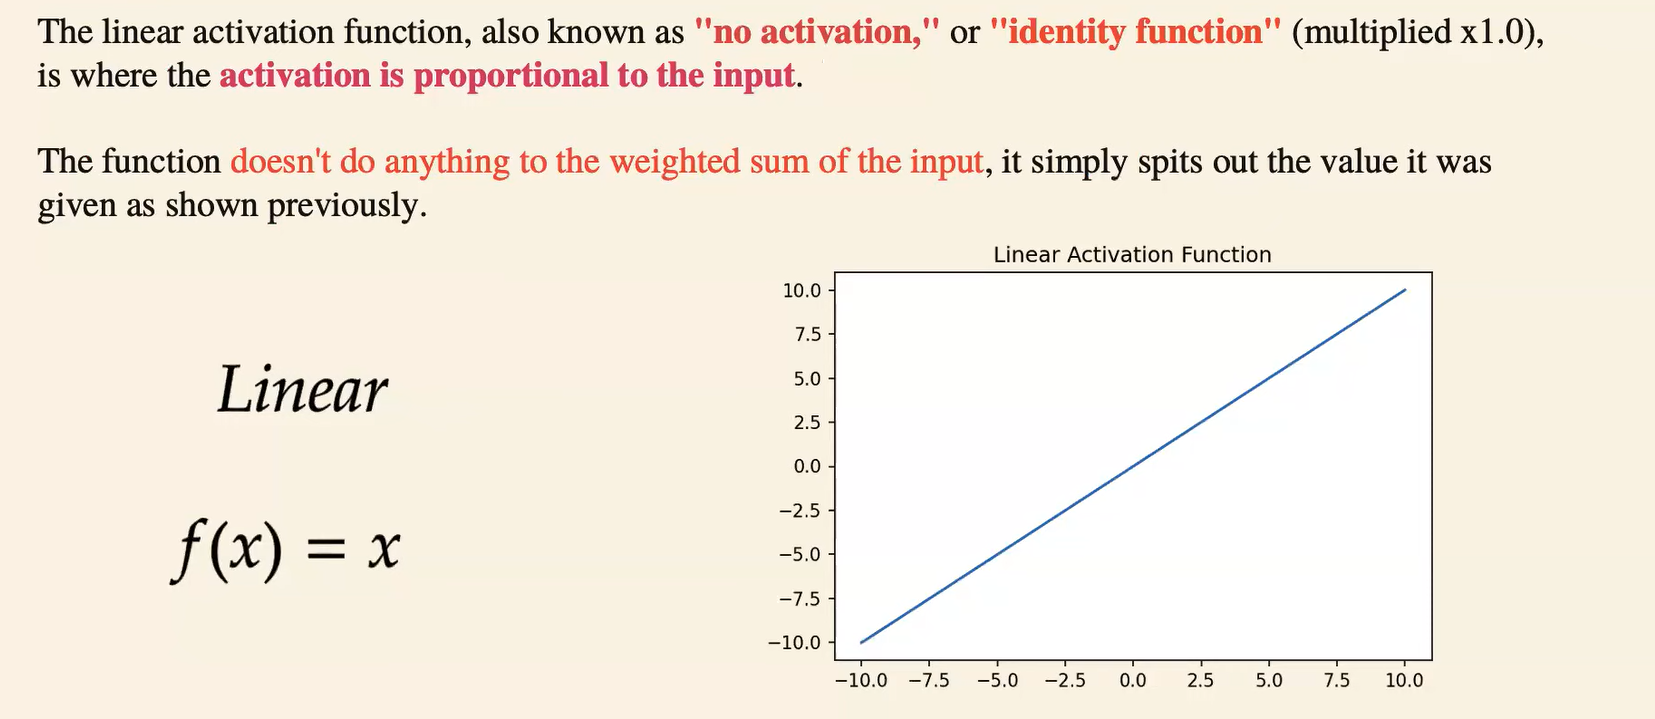 The linear activation function, also known as "no activation," or "identity function" (multiplied x1.0),
is where the activation is proportional to the input.
The function doesn't do anything to the weighted sum of the input, it simply spits out the value it was
given as shown previously.
Linear Activation Function
Linear
f(x) = x
10.0
7.5
5.0
2.5
0.0
−2.5
−5.0
−7.5
−10.0
−10.0 −7.5 −5.0 −2.5 0.0 2.5 5.0 7.5 10.0